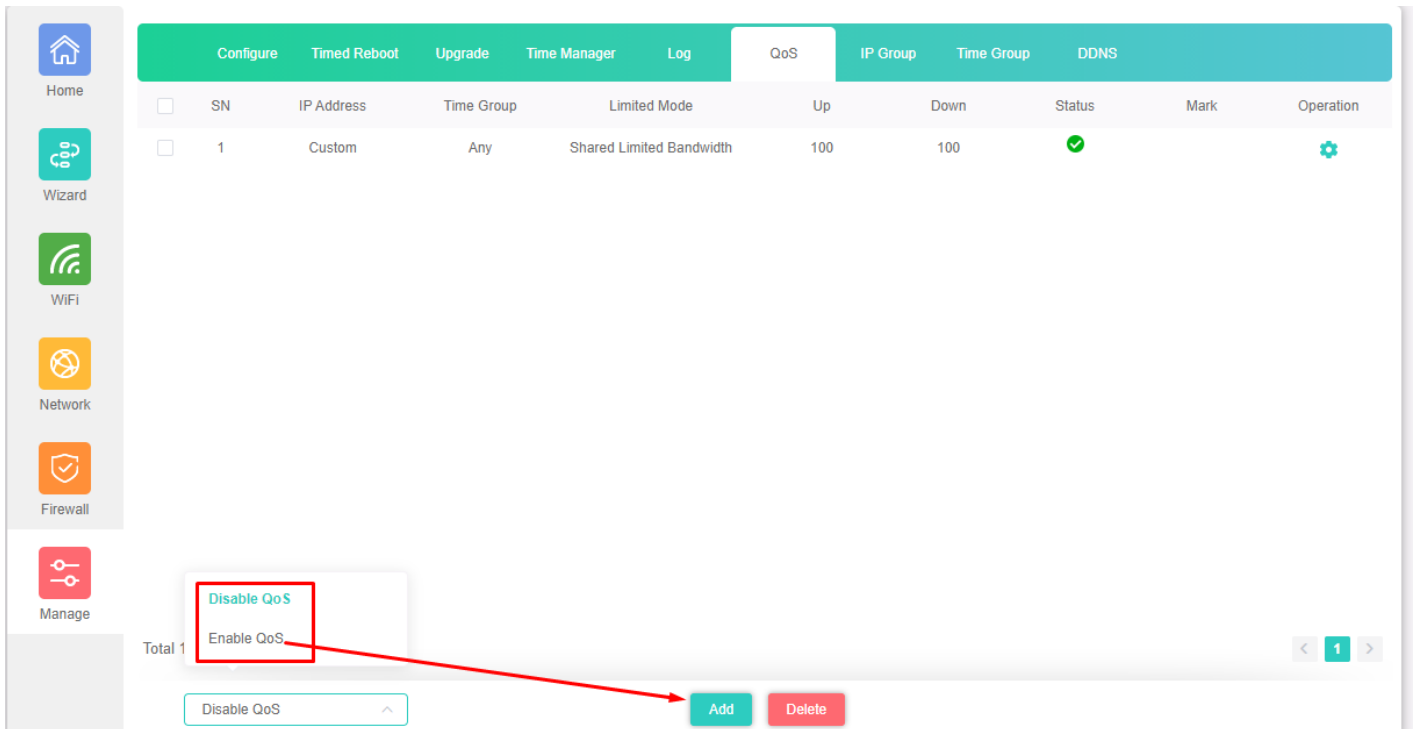 Home
Wizard
WiFi
Network
Firewall
Manage
Configure Timed Reboot Upgrade Time Manager Log QoS IP Group Time Group DDNS
SN IP Address Time Group Limited Mode Up Down Status Mark Operation
1 Custom Any Shared Limited Bandwidth 100 100
Disable QoS
Enable QoS
Total 1
< 1 >
Disable QoS Add Delete